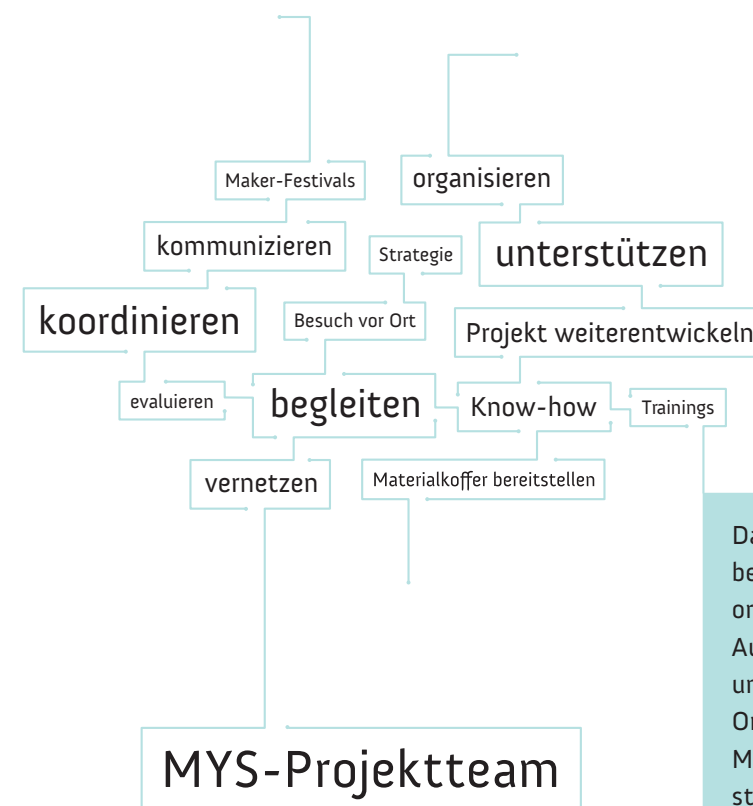 Maker-Festivals
organisieren
kommunizieren
Strategie
unterstützen
koordinieren
Besuch vor Ort
Projekt weiterentwickeln
evaluieren
begleiten
Know-how
Trainings
vernetzen
Materialkoffer bereitstellen
MYS-Projektteam